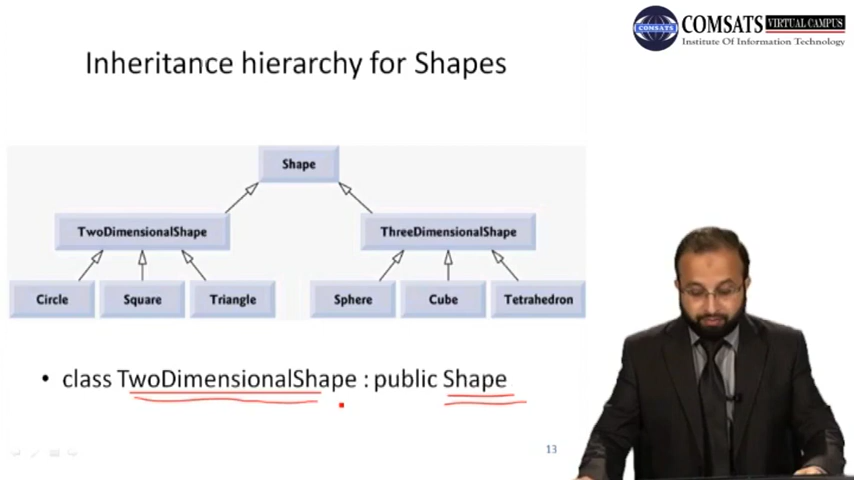 COMSATS VIRTUAL CAMPUS
COMSATS
Institute Of Information Technology
Inheritance hierarchy for Shapes
Shape
TwoDimensionalShape
ThreeDimensionalShape
Circle
Square
Triangle
Sphere
Cube
Tetrahedron
• class TwoDimensionalShape : public Shape
13